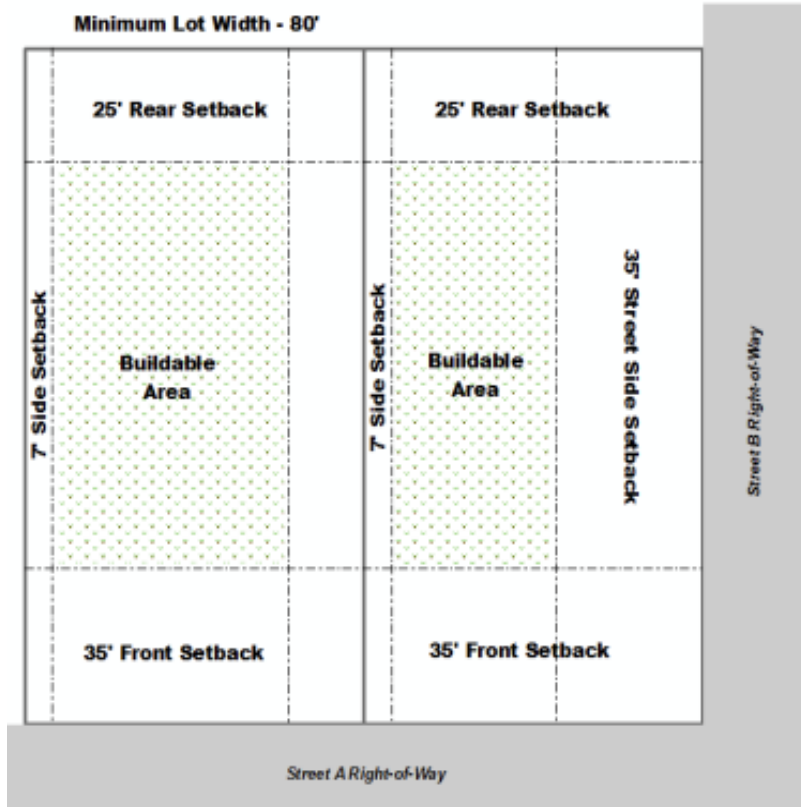 Minimum Lot Width - 80'
25' Rear Setback
25' Rear Setback
7' Side Setback
Buildable
Area
7' Side Setback
Buildable
Area
35' Street Side Setback
Street B Right-of-Way
35' Front Setback
35' Front Setback
Street A Right-of-Way